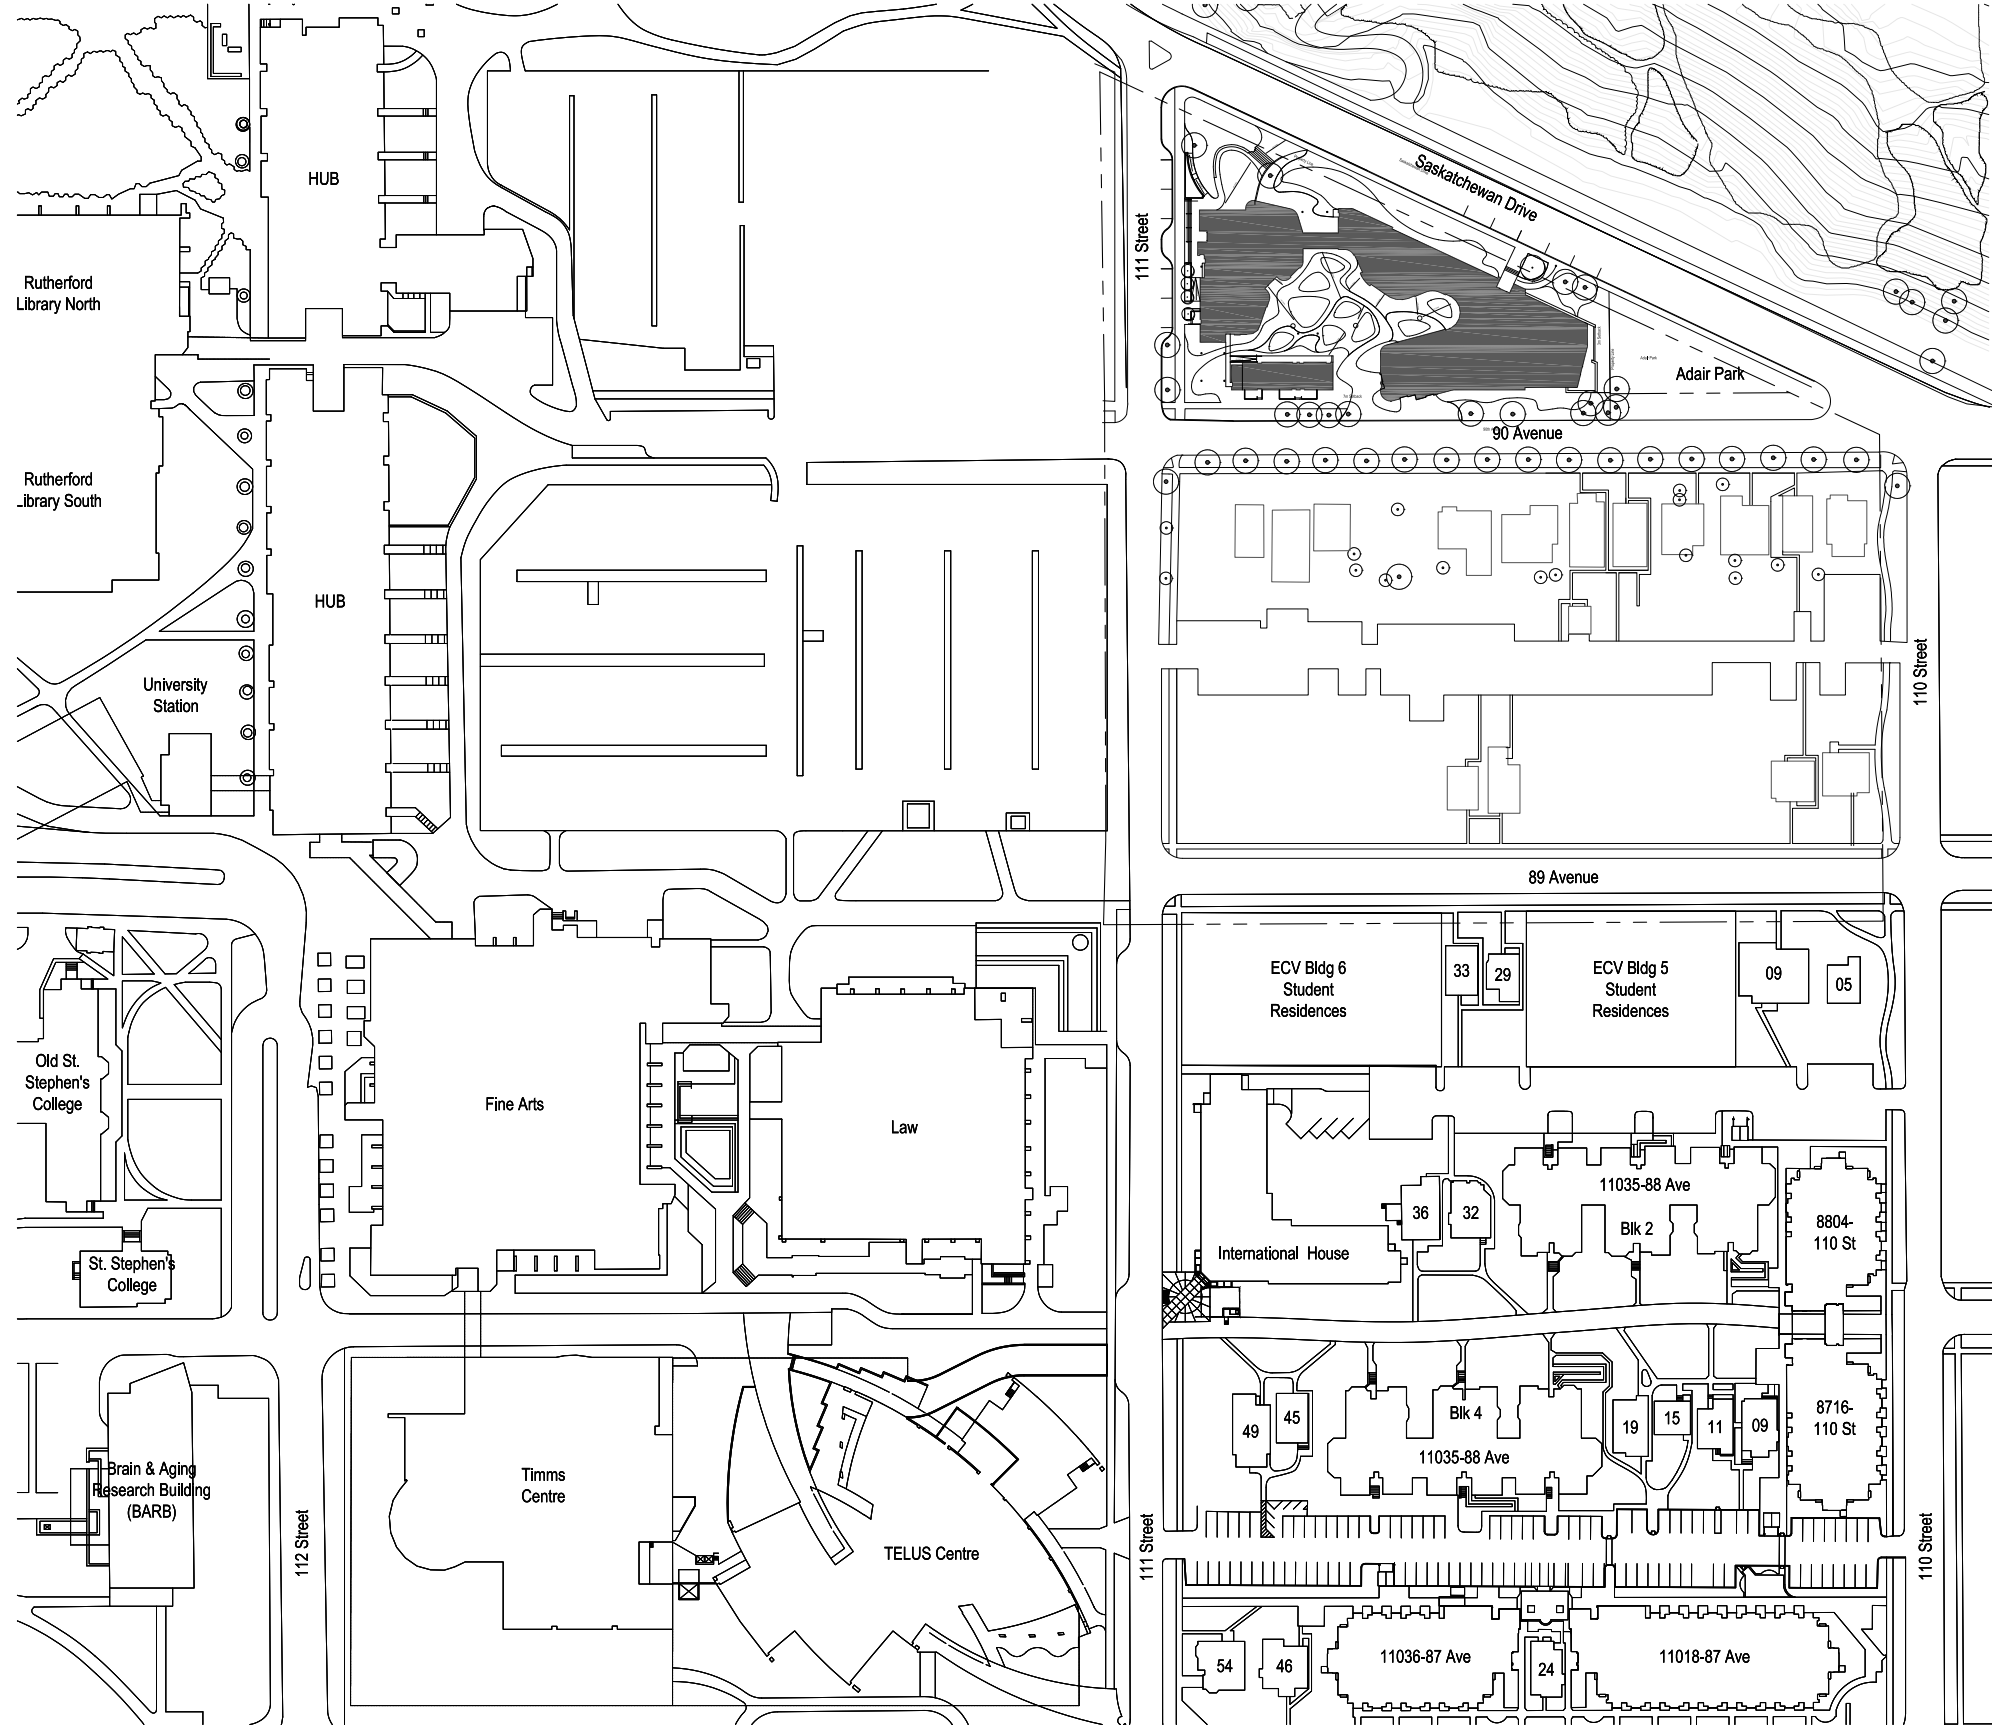 HUB
Saskatchewan Drive
111 Street
Rutherford
Library North
Adair Park
Adair Park
90 Avenue
Rutherford
Library South
HUB
University
Station
110 Street
89 Avenue
ECV Bldg 6
Student
Residences
33
29
ECV Bldg 5
Student
Residences
09
05
Old St.
Stephen's
College
Fine Arts
Law
11035-88 Ave
Blk 2
36
32
8804-
110 St
International House
St. Stephen's
College
49
45
Blk 4
11035-88 Ave
19
15
11
09
8716-
110 St
Brain & Aging
Research Building
(BARB)
Timms
Centre
112 Street
TELUS Centre
111 Street
110 Street
54
46
11036-87 Ave
24
11018-87 Ave